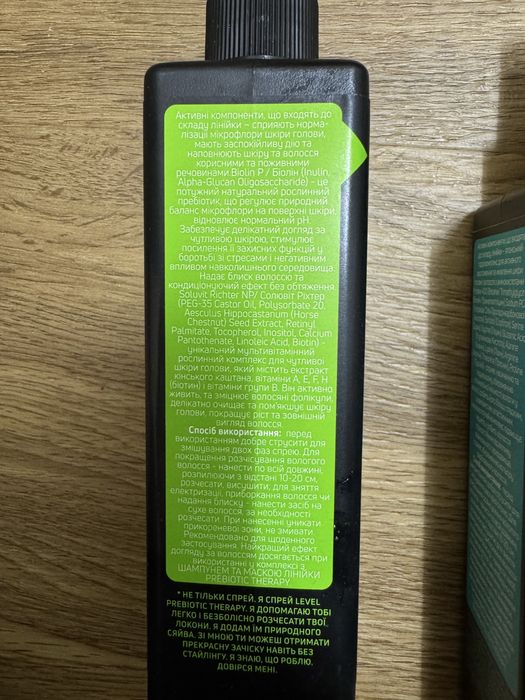 Активні компоненти, що входять до
складу лінійки – сприяють норма-
лізації мікрофлори шкіри голови,
мають заспокійливу дію та
наповнюють шкіру та волосся
корисними та поживними
речовинами.Biolin P / Біолін (Inulin,
Alpha-Glucan Oligosaccharide) - це
потужний натуральний рослинний
пребіотик, що регулює природний
баланс мікрофлори на поверхні шкіри,
відновлює нормальний pH.
Забезпечує делікатний догляд за
чутливою шкірою, стимулює
посилення її захисних функцій у
боротьбі зі стресами і негативним
впливом навколишнього середовища.
Надає блиск волоссю та
кондиціонуючий ефект без обтяження.
Soluvit Richter NP/ Солювіт Ріхтер
(PEG-35 Castor Oil, Polysorbate 20,
Aesculus Hippocastanum (Horse
Chestnut) Seed Extract, Retinyl
Palmitate, Tocopherol, Inositol, Calcium
Pantothenate, Linoleic Acid, Biotin) -
унікальний мультивітамінний
рослинний комплекс для чутливої
шкіри голови, який містить екстракт
кінського каштана, вітаміни А, Е, F, Н
(біотин) і вітаміни групи В. Він активно
живить, та зміцнює волосяні фолікули,
делікатно очищає та пом'якшує шкіру
голови, покращує ріст та зовнішній
вигляд волосся.
Спосіб використання: перед
використанням добре струсити для
змішування двох фаз спрею. Для
покращення розчісування вологого
волосся - нанести по всій довжині,
розпилюючи з відстані 10-20 см,
розчесати, висушити; для зняття
електризації, приборкання волосся чи
надання блиску - нанести засіб на
сухе волосся, за необхідності
розчесати. При нанесенні уникати
прикореневої зони, не змивати.
Рекомендовано для щоденного
застосування. Найкращий ефект
догляду за волоссям досягається при
використанні у комплексі з
ШАМПУНЕМ ТА МАСКОЮ ЛІНІЙКИ
PREBIOTIC THERAPY
* НЕ ТІЛЬКИ СПРЕЙ. Я СПРЕЙ LEVEL
PREBIOTIC THERAPY. Я ДОПОМАГАЮ ТОБІ
ЛЕГКО І БЕЗБОЛІСНО РОЗЧЕСАТИ ТВОЇ
ЛОКОНИ. Я ДОДАМ ЇМ ПРИРОДНОГО
СЯЙВА. ЗІ МНОЮ ТИ МОЖЕШ ОТРИМАТИ
ПРЕКРАСНУ ЗАЧІСКУ НАВІТЬ БЕЗ
СТАЙЛІНГУ. Я ЗНАЮ, ЩО РОБЛЮ.
ДОВІРСЯ МЕНІ.